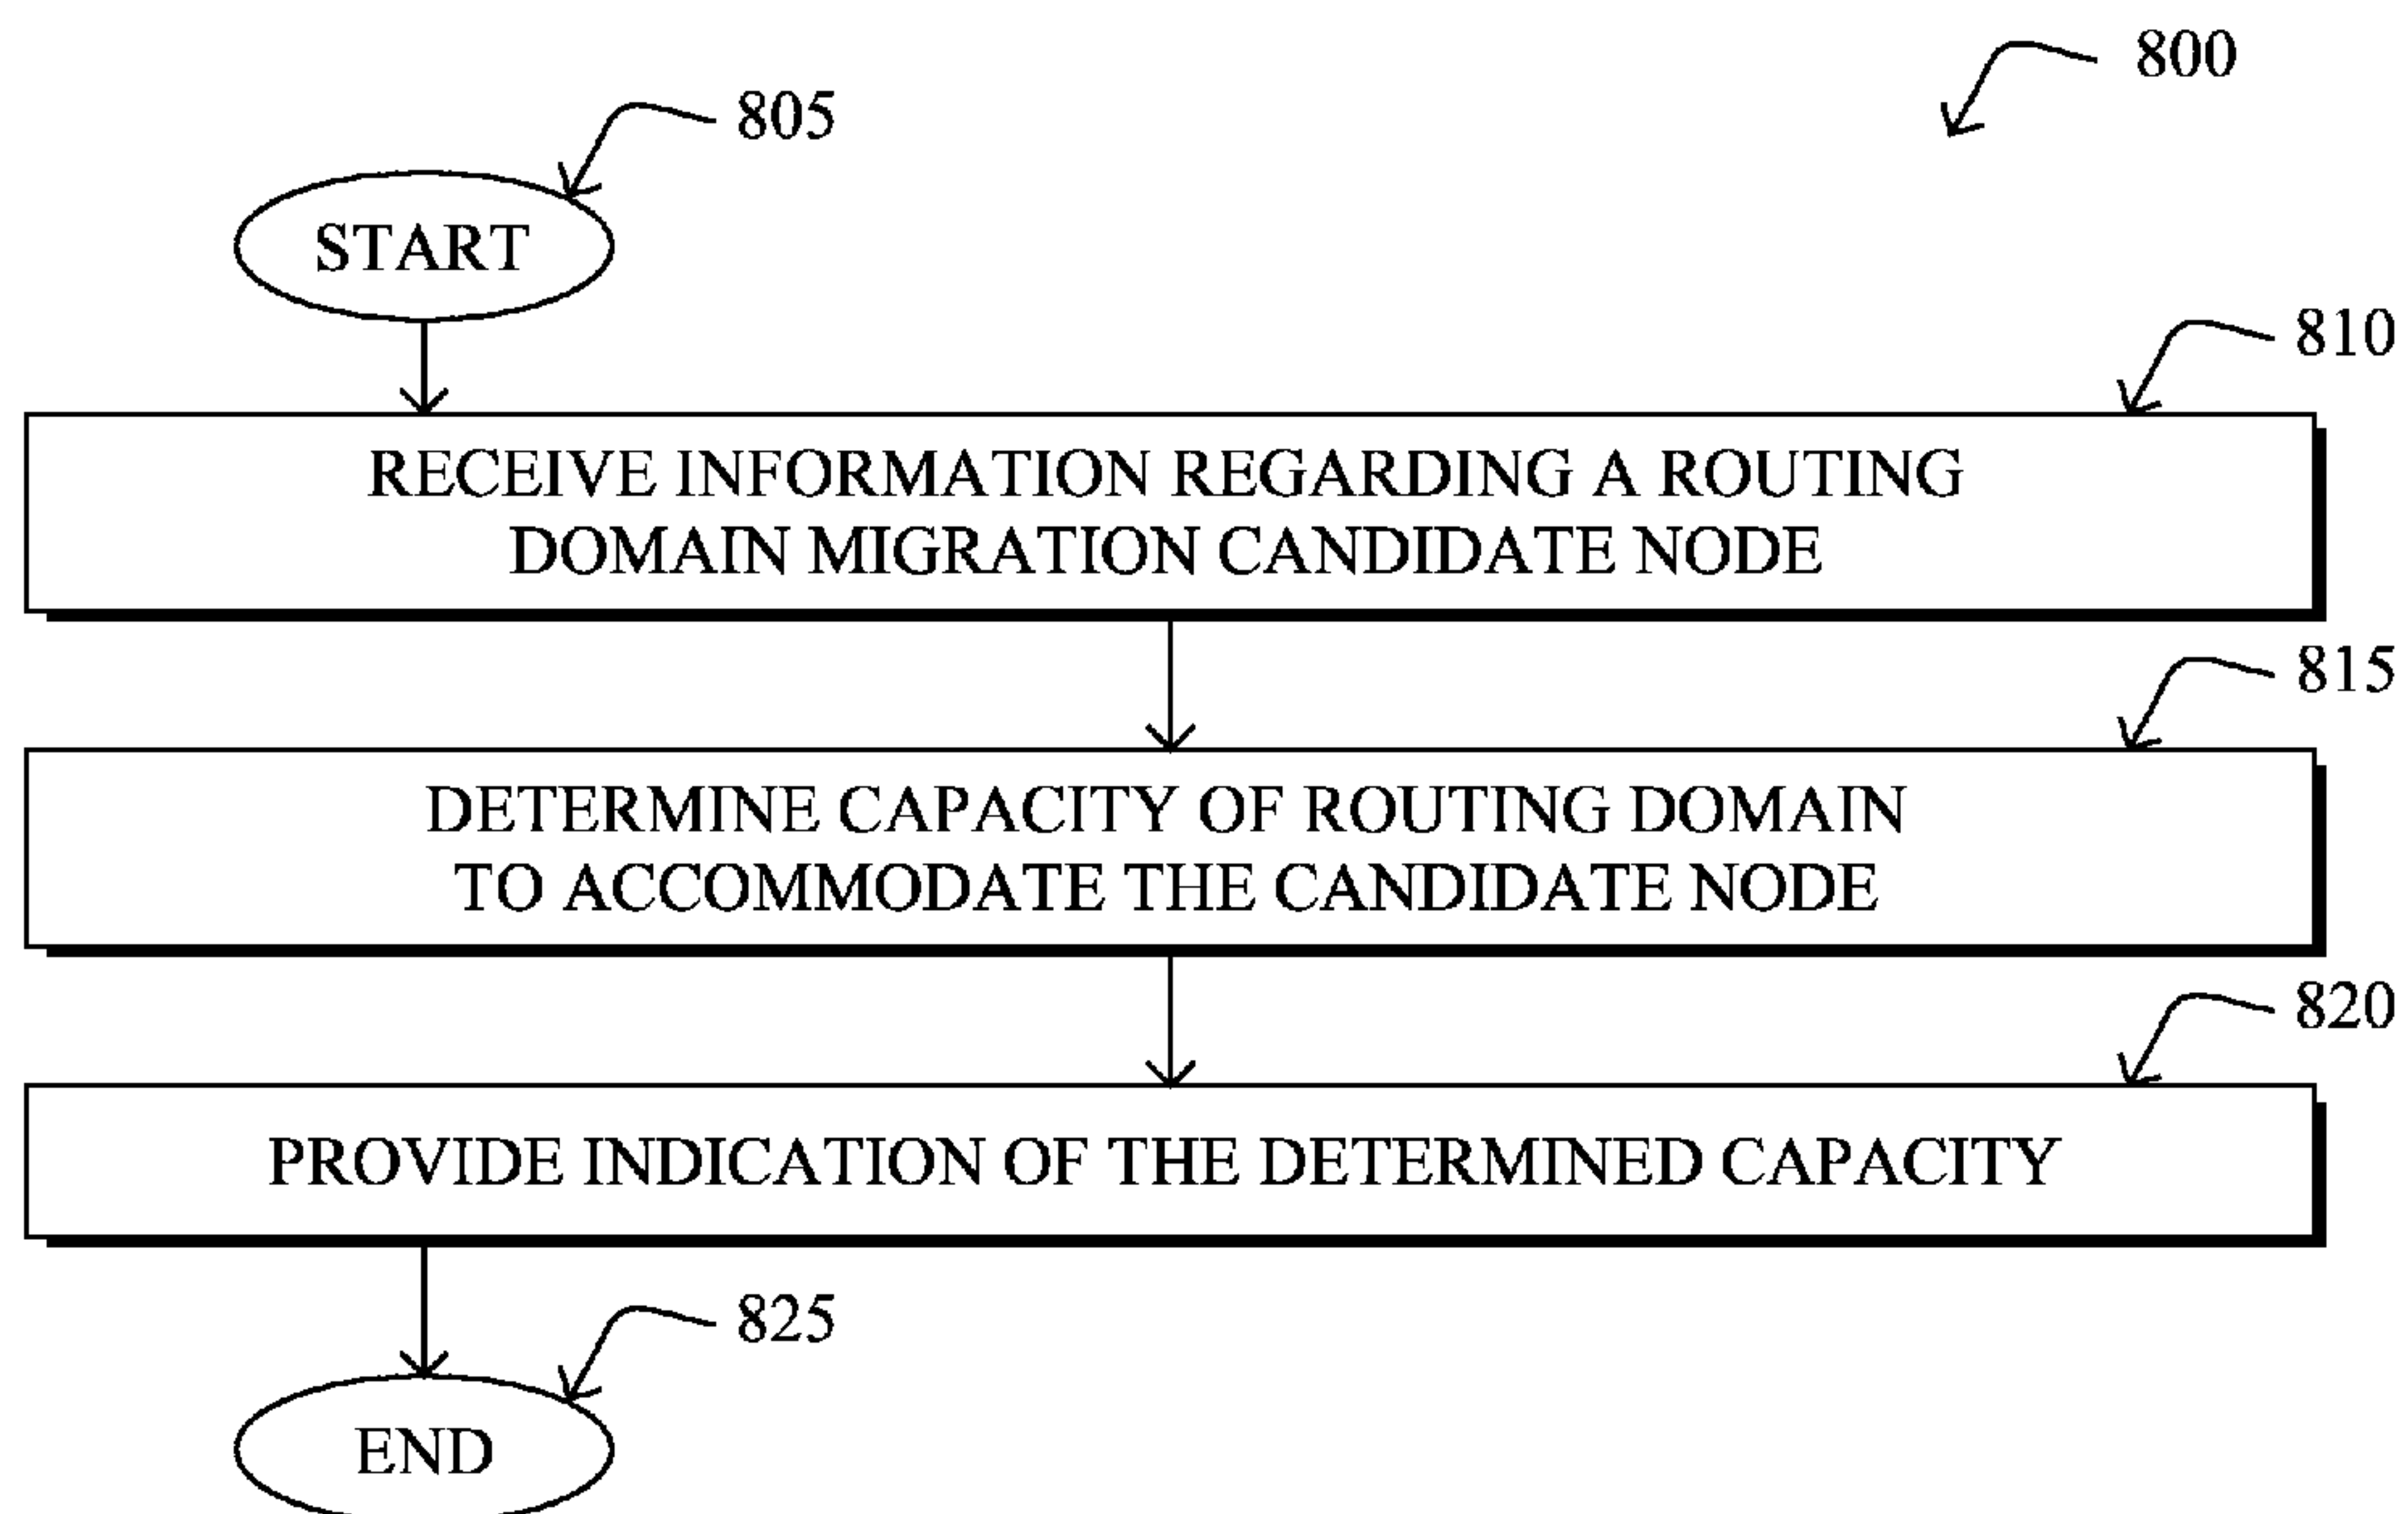 800
805
START
810
RECEIVE INFORMATION REGARDING A ROUTING
DOMAIN MIGRATION CANDIDATE NODE
815
DETERMINE CAPACITY OF ROUTING DOMAIN
TO ACCOMMODATE THE CANDIDATE NODE
820
PROVIDE INDICATION OF THE DETERMINED CAPACITY
825
END